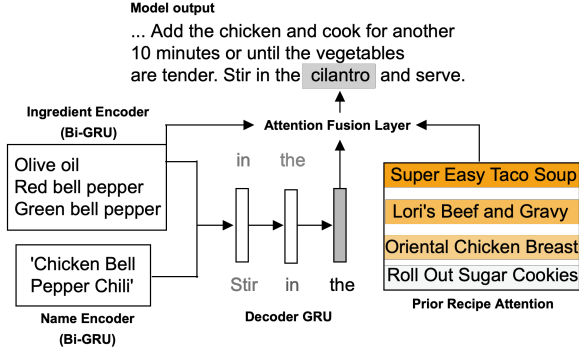 Model output
... Add the chicken and cook for another
10 minutes or until the vegetables
are tender. Stir in the cilantro and serve.
Ingredient Encoder
(Bi-GRU)
Attention Fusion Layer
Olive oil
Red bell pepper
Green bell pepper
in the
Super Easy Taco Soup
Lori's Beef and Gravy
Oriental Chicken Breast
Roll Out Sugar Cookies
Prior Recipe Attention
'Chicken Bell
Pepper Chili'
Stir in the
Name Encoder
(Bi-GRU)
Decoder GRU